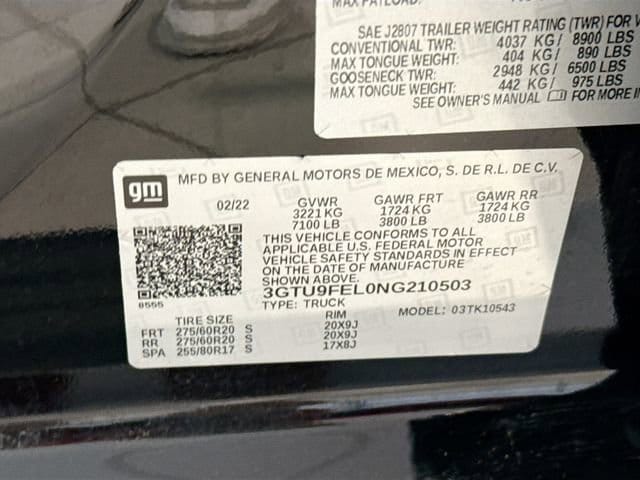 SAE J2807 TRAILER WEIGHT RATING (TWR) FOR
CONVENTIONAL TWR: 4037 KG/ 8900 LBS
MAX TONGUE WEIGHT: 404 KG / 890 LBS
GOOSENECK TWR: 2948 KG/ 6500 LBS
MAX TONGUE WEIGHT: 442 KG / 975 LBS
SEE OWNER'S MANUAL FOR MORE
gm MFD BY GENERAL MOTORS DE MEXICO, S. DE R.L. DE C.V.
02/22 GVWR GAWR FRT GAWR RR
3221 KG 1724 KG 1724 KG
7100 LB 3800 LB 3800 LB
THIS VEHICLE CONFORMS TO ALL
APPLICABLE U.S. FEDERAL MOTOR
VEHICLE SAFETY STANDARDS IN EFFECT
ON THE DATE OF MANUFACTURE
SHOWN ABOVE.
3GTU9FEL0NG210503
8555 TYPE: TRUCK MODEL: 03TK10543
TIRE SIZE RIM
FRT 275/60R20 S 20X9J
RR 275/60R20 S 20X9J
SPA 255/80R17 S 17X8J